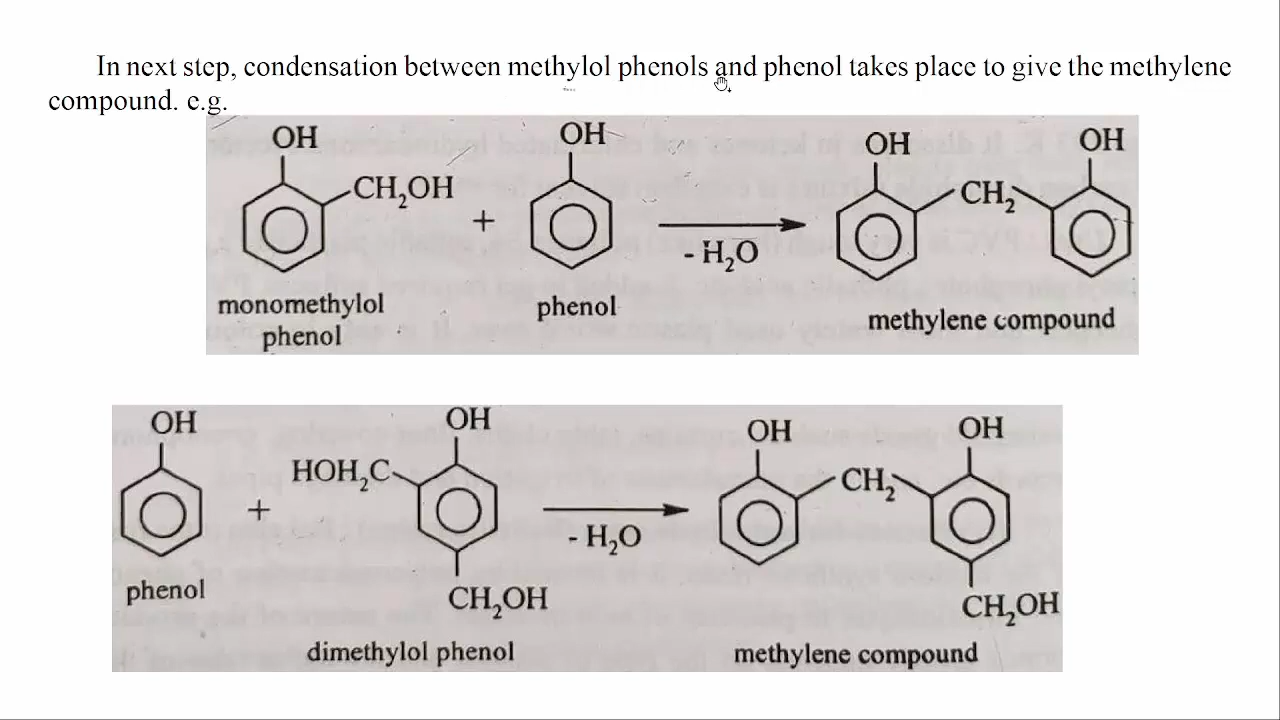 In next step, condensation between methylol phenols and phenol takes place to give the methylene
compound. e.g.
OH OH OH OH
CH₂OH + CH₂
- H₂O
monomethylol
phenol
phenol
methylene compound
OH OH OH OH
HOH₂C CH₂
+
- H₂O
phenol
CH₂OH CH₂OH
dimethylol phenol methylene compound